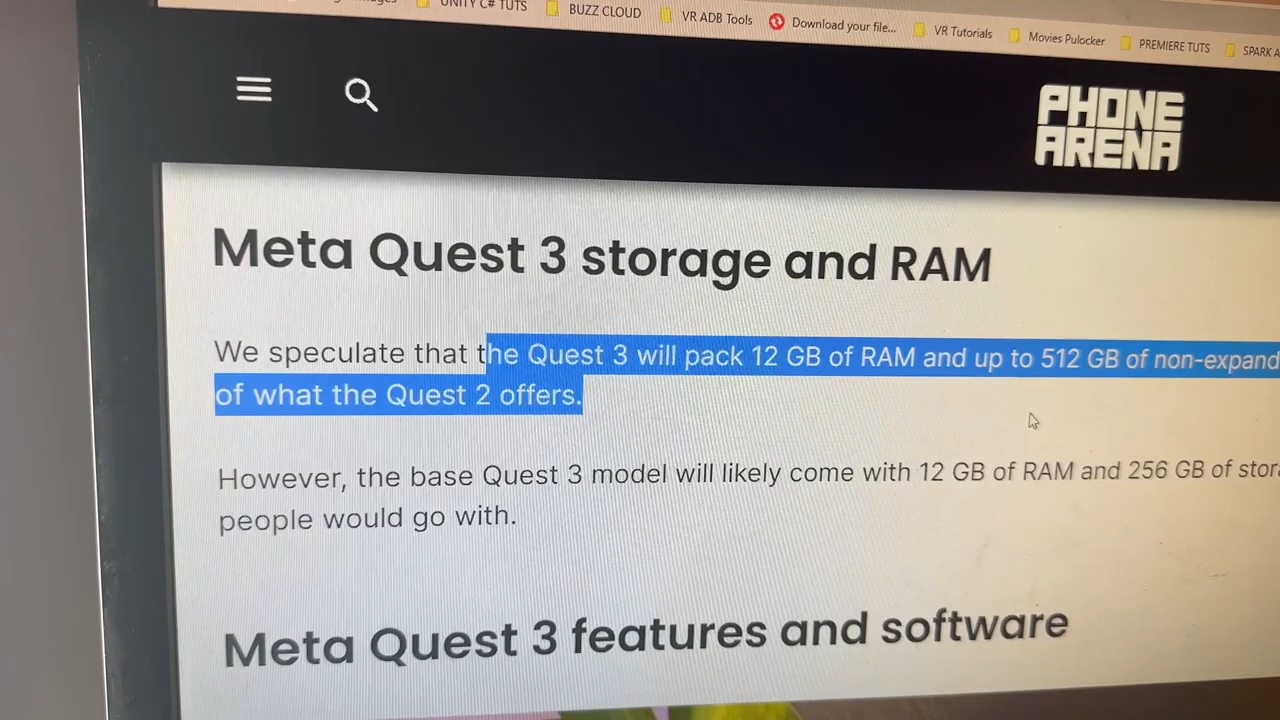 UNITY C# TUTS BUZZ CLOUD VR ADB Tools Download your file... VR Tutorials Movies Pulocker PREMIERE TUTS SPARK A
PHONE
ARENA
Meta Quest 3 storage and RAM
We speculate that the Quest 3 will pack 12 GB of RAM and up to 512 GB of non-expand
of what the Quest 2 offers.
However, the base Quest 3 model will likely come with 12 GB of RAM and 256 GB of stora
people would go with.
Meta Quest 3 features and software